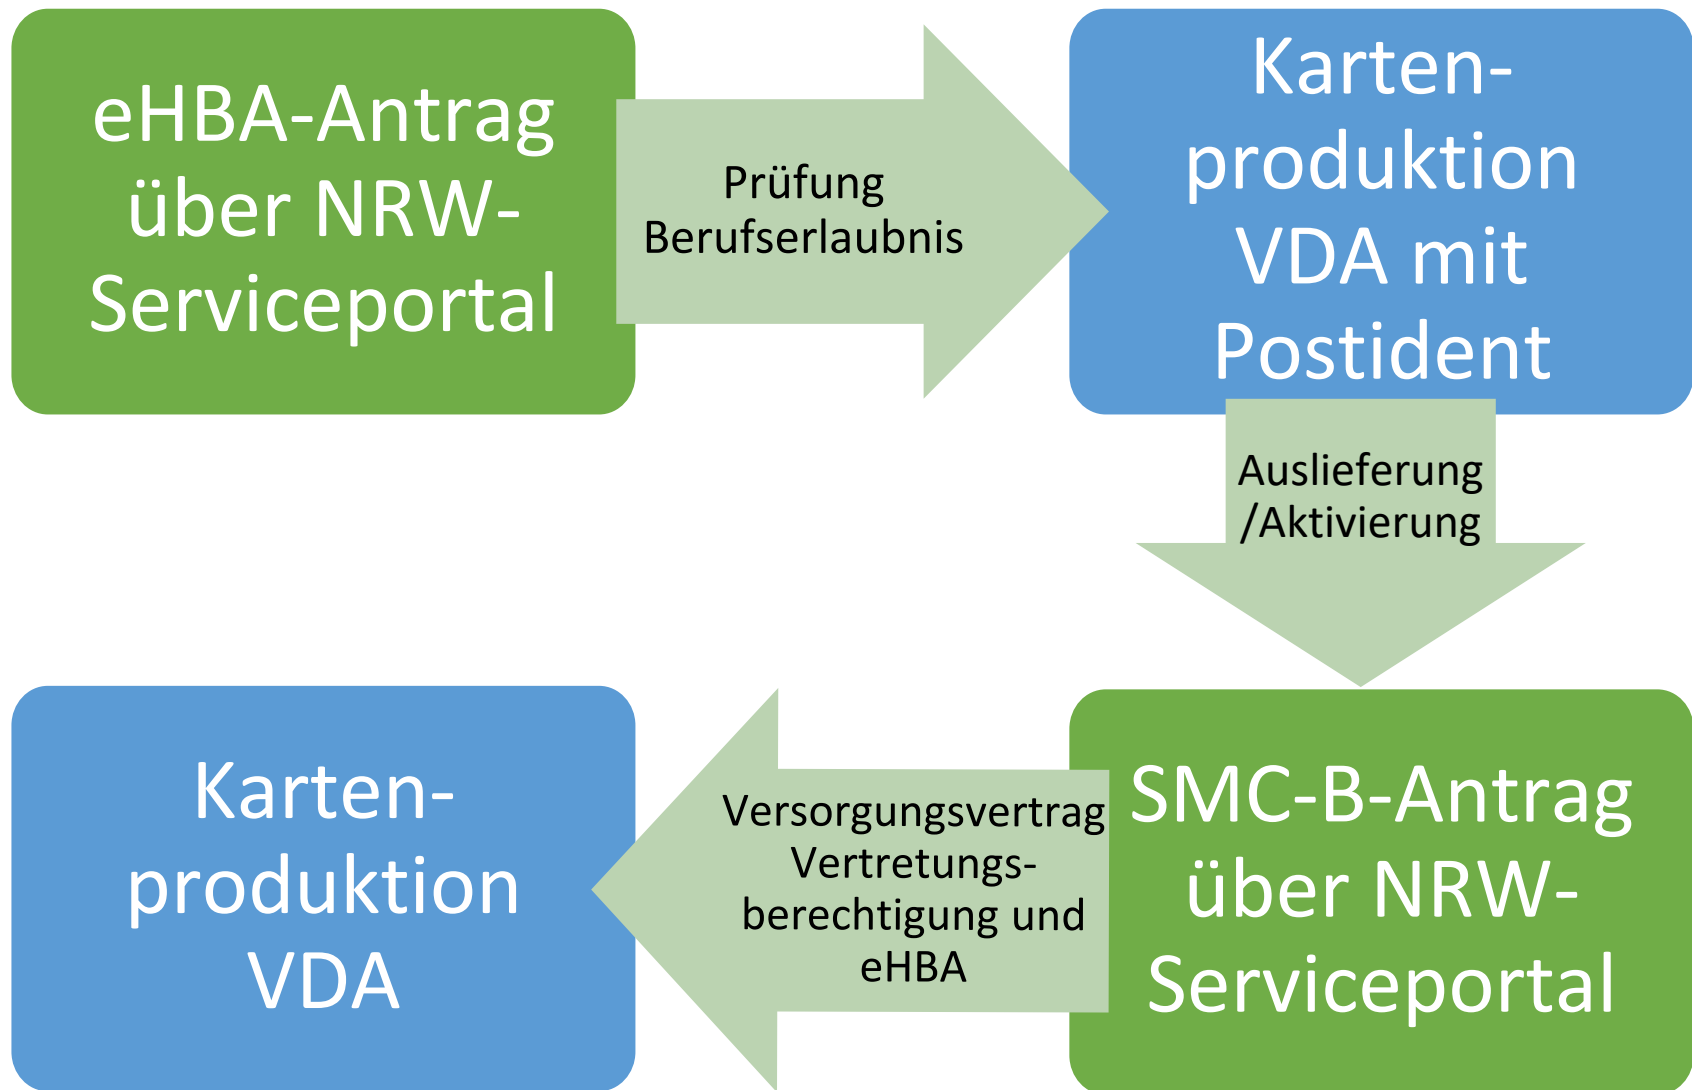 eHBA-Antrag
über NRW-
Serviceportal
Prüfung
Berufserlaubnis
Karten-
produktion
VDA mit
Postident
Auslieferung
/Aktivierung
SMC-B-Antrag
über NRW-
Serviceportal
Versorgungsvertrag
Vertretungs-
berechtigung und
eHBA
Karten-
produktion
VDA